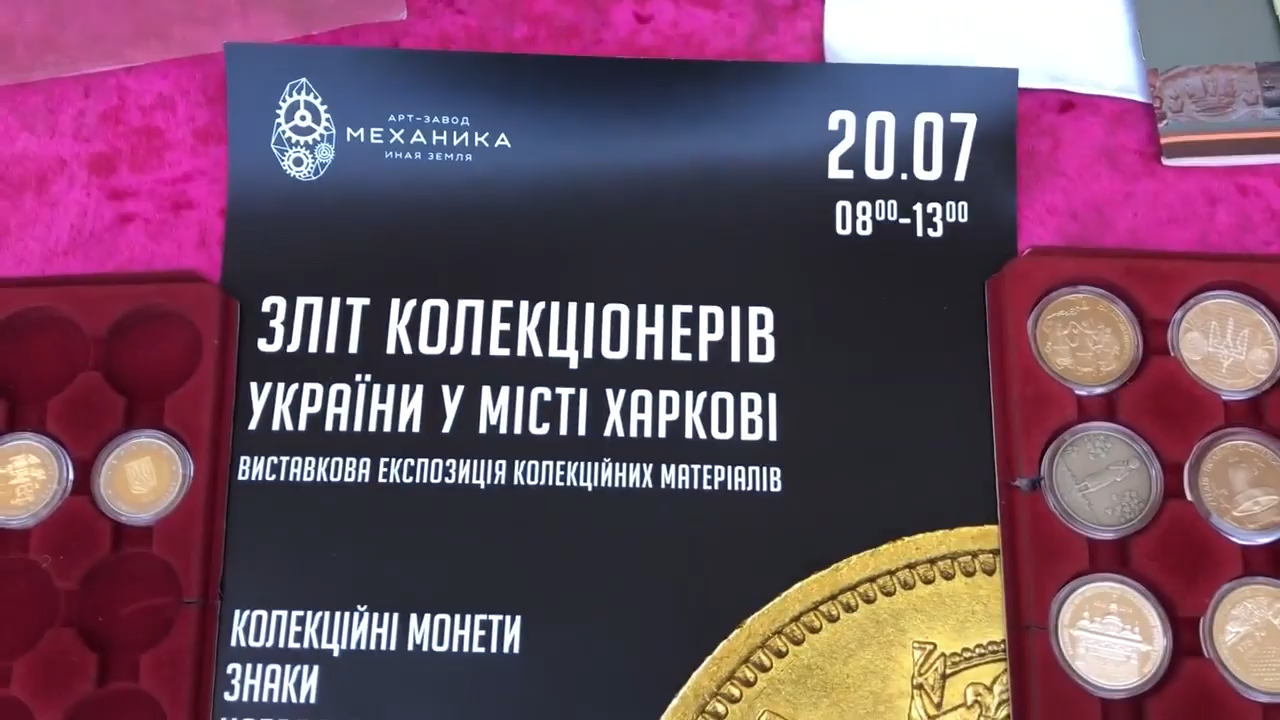 АРТ-ЗАВОД
МЕХАНИКА
ИНАЯ ЗЕМЛЯ
20.07
08⁰⁰-13⁰⁰
ЗЛІТ КОЛЕКЦІОНЕРІВ
УКРАЇНИ У МІСТІ ХАРКОВІ
ВИСТАВКОВА ЕКСПОЗИЦІЯ КОЛЕКЦІЙНИХ МАТЕРІАЛІВ
КОЛЕКЦІЙНІ МОНЕТИ
ЗНАКИ